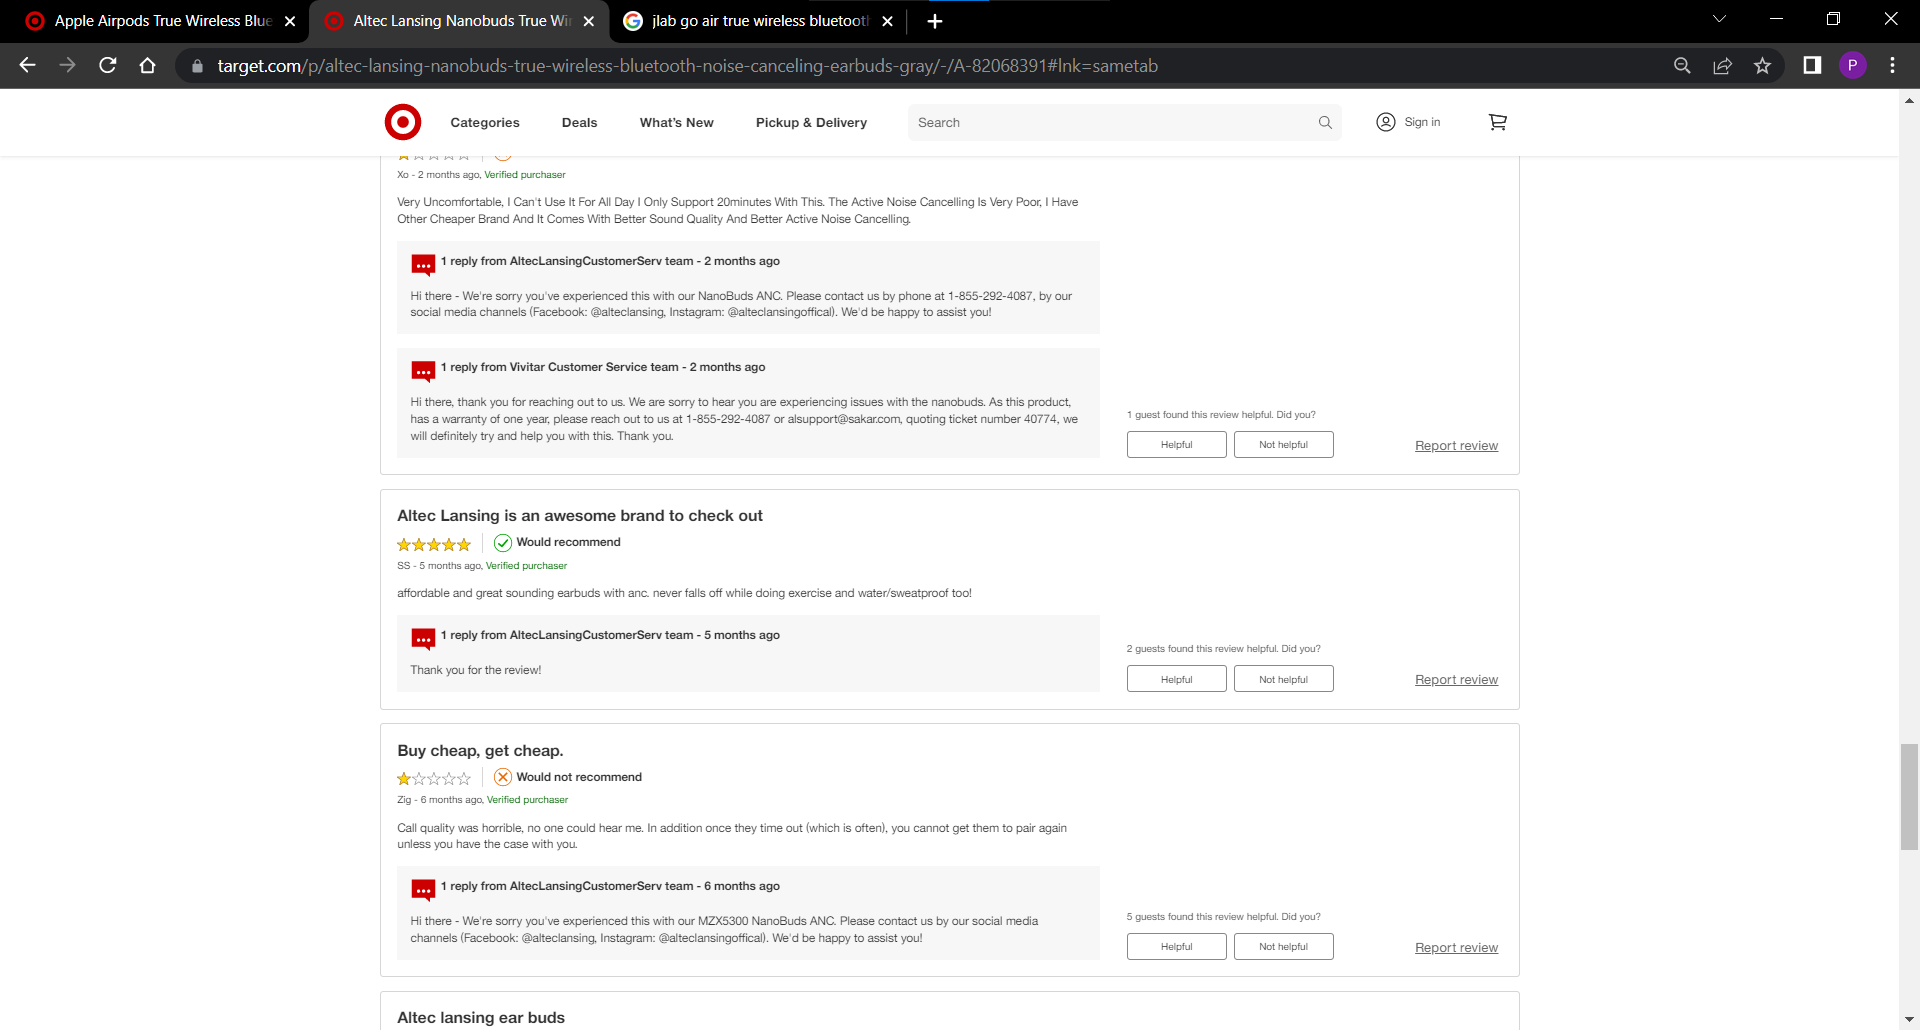 Apple Airpods True Wireless Blue
Altec Lansing Nanobuds True Wir
jlab go air true wireless bluetooth
target.com/p/altec-lansing-nanobuds-true-wireless-bluetooth-noise-canceling-earbuds-gray/-/A-82068391#lnk=sametab
P
Categories
Deals
What's New
Pickup & Delivery
Search
Sign in
Xo - 2 months ago, Verified purchaser
Very Uncomfortable, I Can't Use It For All Day I Only Support 20minutes With This. The Active Noise Cancelling Is Very Poor, I Have
Other Cheaper Brand And It Comes With Better Sound Quality And Better Active Noise Cancelling.
1 reply from AltecLansingCustomerServ team - 2 months ago
Hi there - We're sorry you've experienced this with our NanoBuds ANC. Please contact us by phone at 1-855-292-4087, by our
social media channels (Facebook: @alteclansing, Instagram: @alteclansingoffical). We'd be happy to assist you!
1 reply from Vivitar Customer Service team - 2 months ago
Hi there, thank you for reaching out to us. We are sorry to hear you are experiencing issues with the nanobuds. As this product,
has a warranty of one year, please reach out to us at 1-855-292-4087 or alsupport@sakar.com, quoting ticket number 40774, we
will definitely try and help you with this. Thank you.
1 guest found this review helpful. Did you?
Helpful
Not helpful
Report review
Altec Lansing is an awesome brand to check out
Would recommend
SS - 5 months ago, Verified purchaser
affordable and great sounding earbuds with anc. never falls off while doing exercise and water/sweatproof too!
1 reply from AltecLansingCustomerServ team - 5 months ago
Thank you for the review!
2 guests found this review helpful. Did you?
Helpful
Not helpful
Report review
Buy cheap, get cheap.
Would not recommend
Zig - 6 months ago, Verified purchaser
Call quality was horrible, no one could hear me. In addition once they time out (which is often), you cannot get them to pair again
unless you have the case with you.
1 reply from AltecLansingCustomerServ team - 6 months ago
Hi there - We're sorry you've experienced this with our MZX5300 NanoBuds ANC. Please contact us by our social media
channels (Facebook: @alteclansing, Instagram: @alteclansingoffical). We'd be happy to assist you!
5 guests found this review helpful. Did you?
Helpful
Not helpful
Report review
Altec lansing ear buds